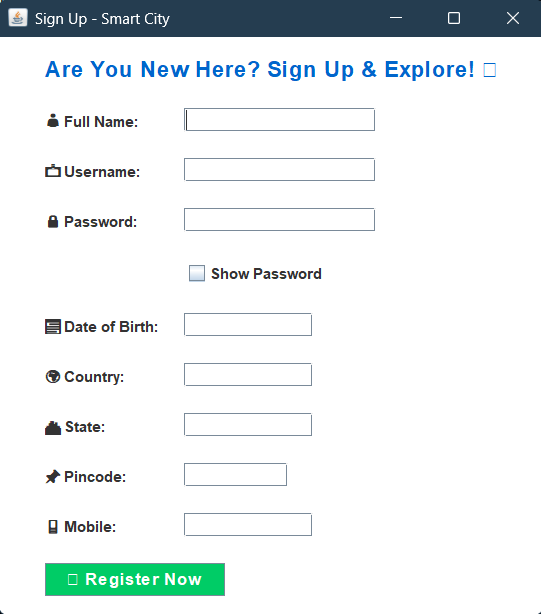 Sign Up - Smart City
Are You New Here? Sign Up & Explore!
Full Name:
Username:
Password:
Show Password
Date of Birth:
Country:
State:
Pincode:
Mobile:
Register Now